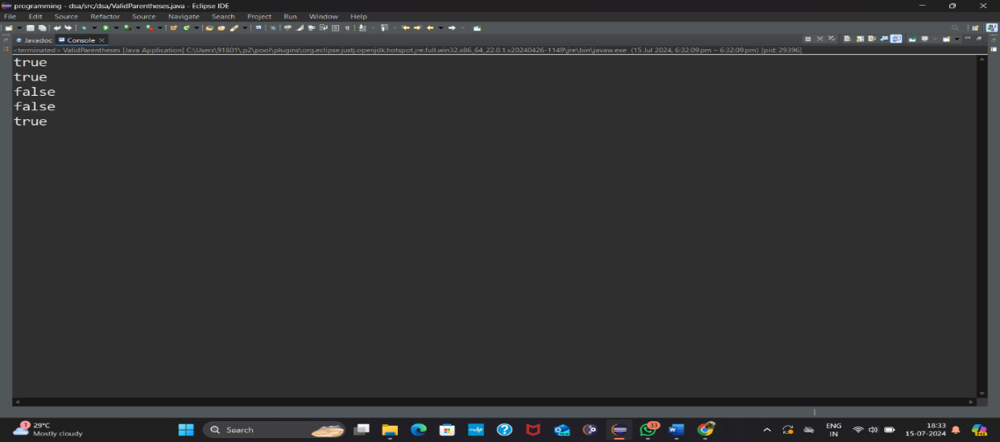 programming - dsa/src/dsa/ValidParentheses.java - Eclipse IDE
File Edit Source Refactor Source Navigate Search Project Run Window Help
Javadoc Console
<terminated> ValidParentheses [Java Application] C:\Users\91801\.p2\pool\plugins\org.eclipse.justj.openjdk.hotspot.jre.full.win32.x86_64_22.0.1.v20240426-1149\jre\bin\javaw.exe (15 Jul 2024, 6:32:09 pm – 6:32:09 pm) [pid: 29396]
true
true
false
false
true
1
29°C
Mostly cloudy
Search
33
ENG
IN
18:33
15-07-2024